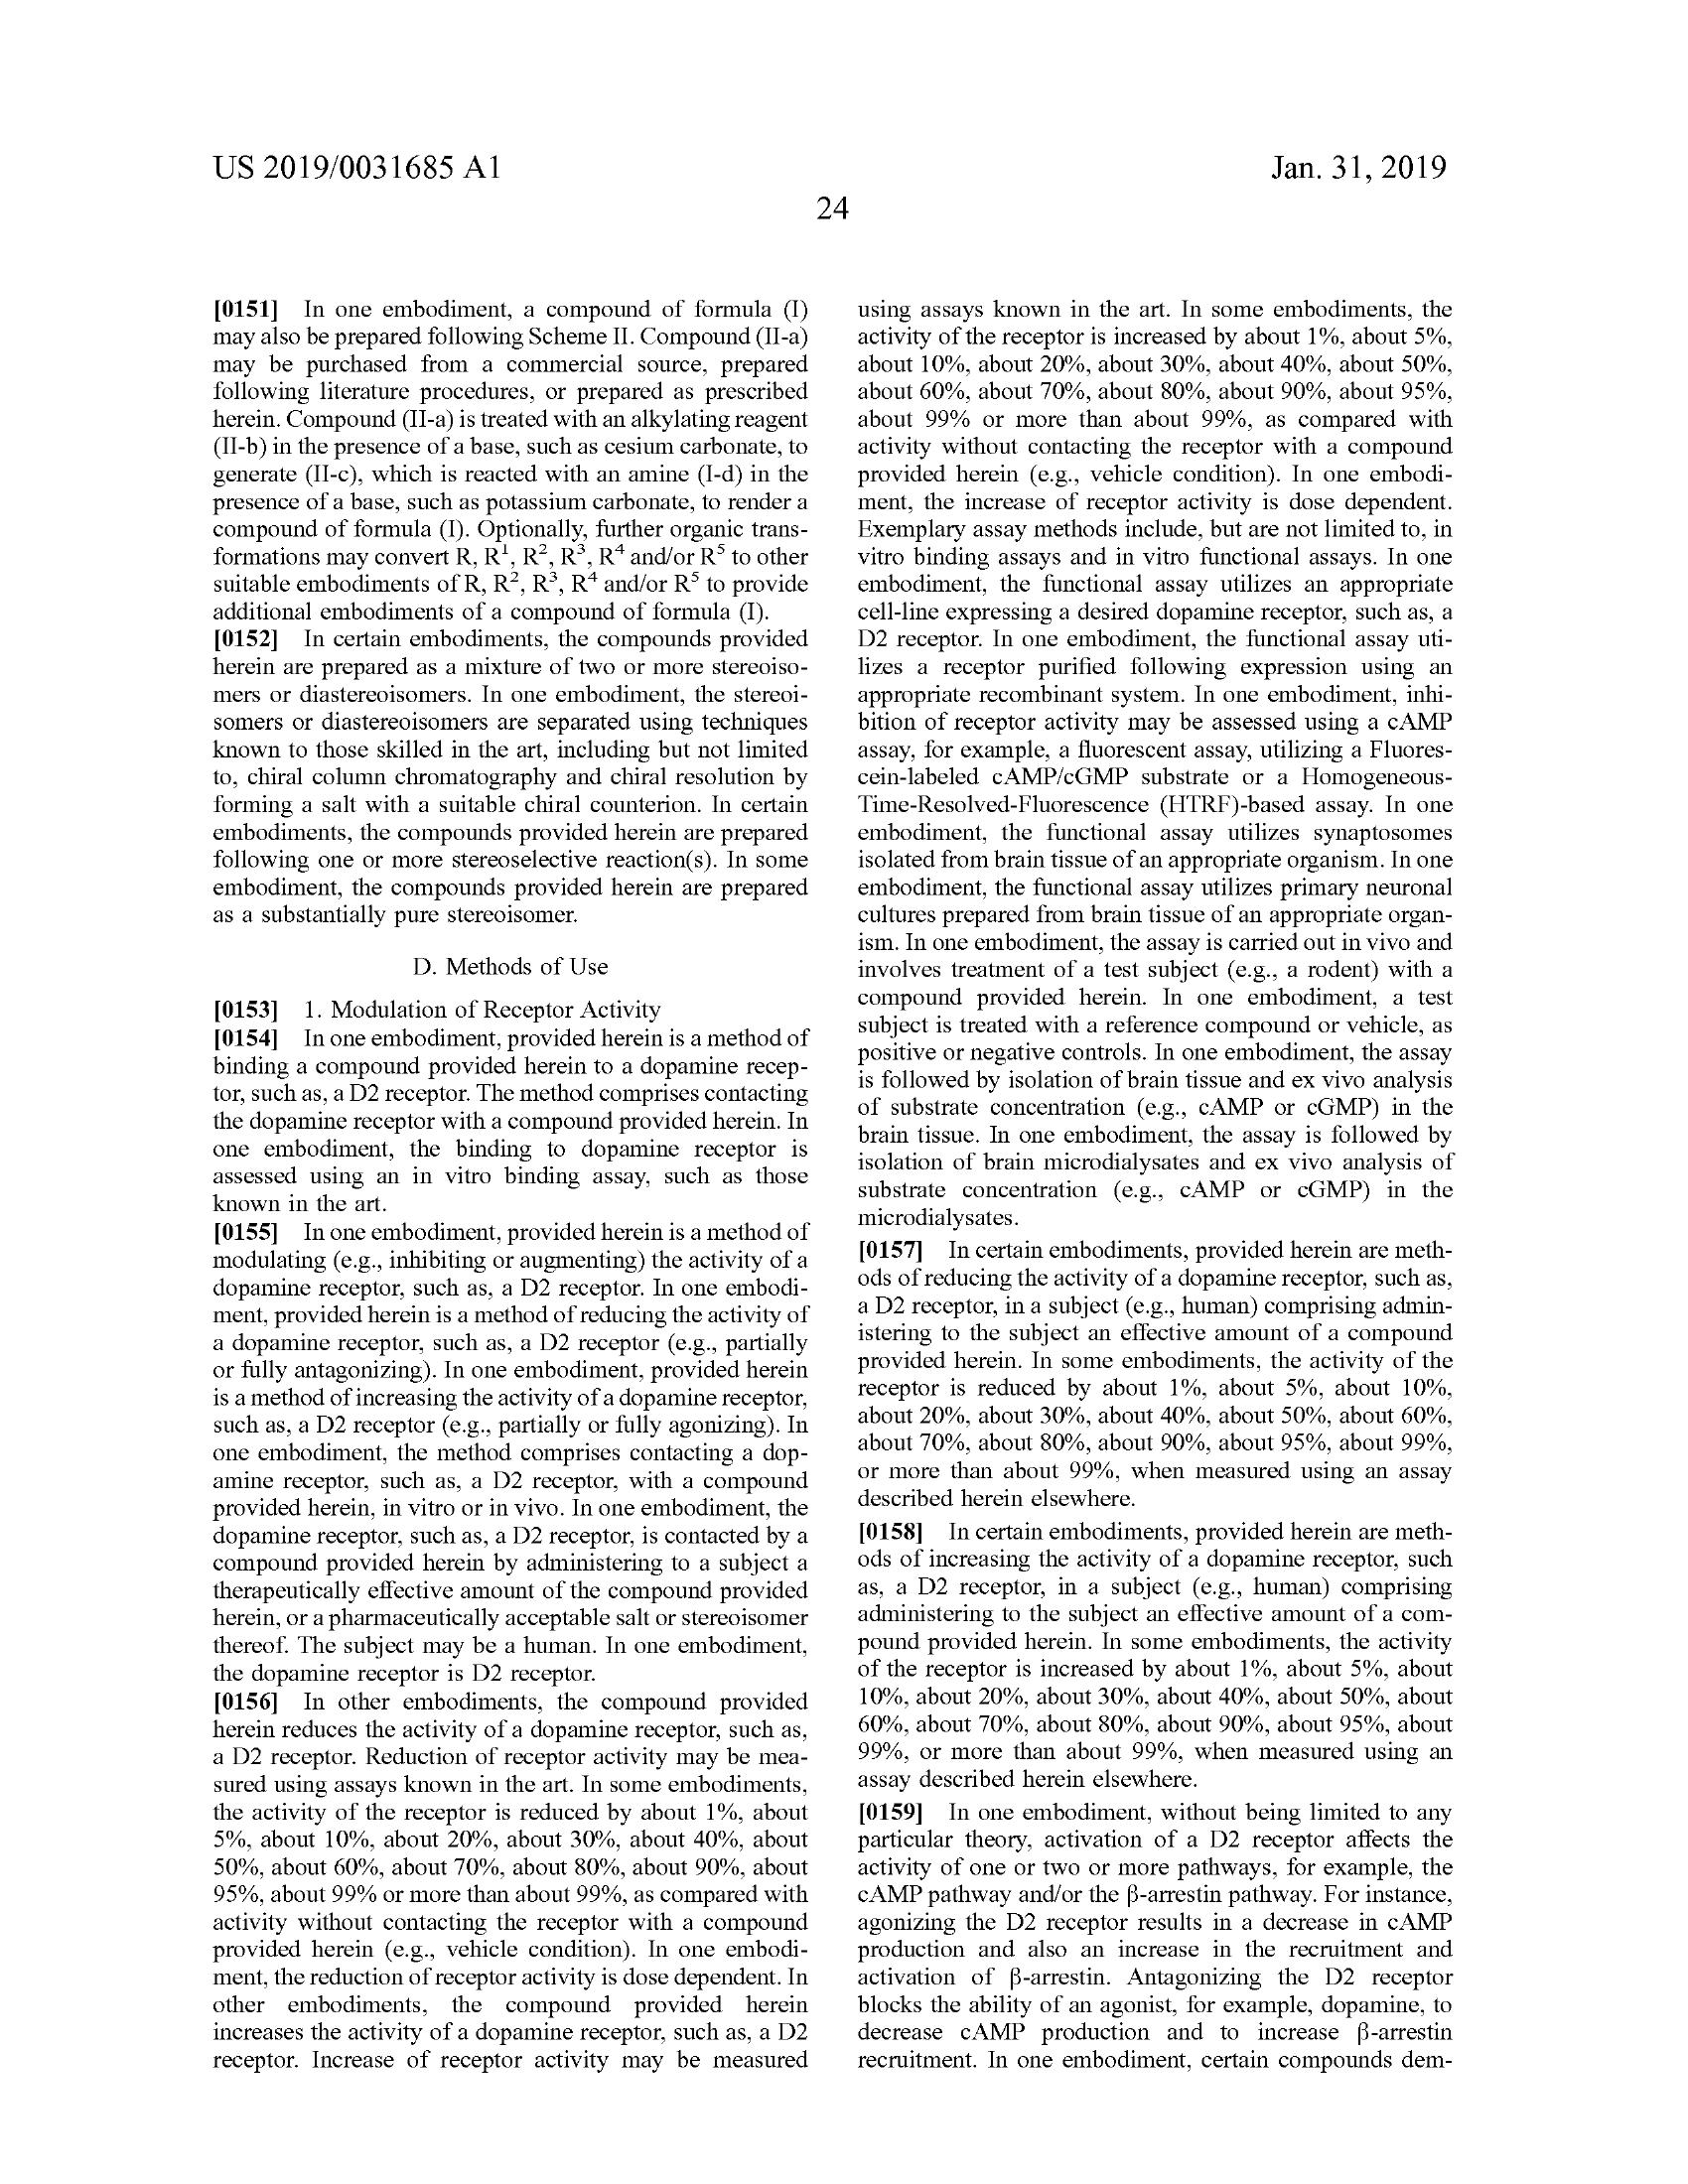 US 2019/0031685 A1
Jan. 31, 2019
24
[0151] In one embodiment, a compound of formula (I)
may also be prepared following Scheme II. Compound (II-a)
may be purchased from a commercial source, prepared
following literature procedures, or prepared as prescribed
herein. Compound (II-a) is treated with an alkylating reagent
(II-b) in the presence of a base, such as cesium carbonate, to
generate (II-c), which is reacted with an amine (I-d) in the
presence of a base, such as potassium carbonate, to render a
compound of formula (I). Optionally, further organic trans-
formations may convert R, R¹, R², R³, R⁴ and/or R⁵ to other
suitable embodiments of R, R², R³, R⁴ and/or R⁵ to provide
additional embodiments of a compound of formula (I).
[0152] In certain embodiments, the compounds provided
herein are prepared as a mixture of two or more stereoiso-
mers or diastereoisomers. In one embodiment, the stereoi-
somers or diastereoisomers are separated using techniques
known to those skilled in the art, including but not limited
to, chiral column chromatography and chiral resolution by
forming a salt with a suitable chiral counterion. In certain
embodiments, the compounds provided herein are prepared
following one or more stereoselective reaction(s). In some
embodiment, the compounds provided herein are prepared
as a substantially pure stereoisomer.
D. Methods of Use
[0153] 1. Modulation of Receptor Activity
[0154] In one embodiment, provided herein is a method of
binding a compound provided herein to a dopamine recep-
tor, such as, a D2 receptor. The method comprises contacting
the dopamine receptor with a compound provided herein. In
one embodiment, the binding to dopamine receptor is
assessed using an in vitro binding assay, such as those
known in the art.
[0155] In one embodiment, provided herein is a method of
modulating (e.g., inhibiting or augmenting) the activity of a
dopamine receptor, such as, a D2 receptor. In one embodi-
ment, provided herein is a method of reducing the activity of
a dopamine receptor, such as, a D2 receptor (e.g., partially
or fully antagonizing). In one embodiment, provided herein
is a method of increasing the activity of a dopamine receptor,
such as, a D2 receptor (e.g., partially or fully agonizing). In
one embodiment, the method comprises contacting a dop-
amine receptor, such as, a D2 receptor, with a compound
provided herein, in vitro or in vivo. In one embodiment, the
dopamine receptor, such as, a D2 receptor, is contacted by a
compound provided herein by administering to a subject a
therapeutically effective amount of the compound provided
herein, or a pharmaceutically acceptable salt or stereoisomer
thereof. The subject may be a human. In one embodiment,
the dopamine receptor is D2 receptor.
[0156] In other embodiments, the compound provided
herein reduces the activity of a dopamine receptor, such as,
a D2 receptor. Reduction of receptor activity may be mea-
sured using assays known in the art. In some embodiments,
the activity of the receptor is reduced by about 1%, about
5%, about 10%, about 20%, about 30%, about 40%, about
50%, about 60%, about 70%, about 80%, about 90%, about
95%, about 99% or more than about 99%, as compared with
activity without contacting the receptor with a compound
provided herein (e.g., vehicle condition). In one embodi-
ment, the reduction of receptor activity is dose dependent. In
other embodiments, the compound provided herein
increases the activity of a dopamine receptor, such as, a D2
receptor. Increase of receptor activity may be measured
using assays known in the art. In some embodiments, the
activity of the receptor is increased by about 1%, about 5%,
about 10%, about 20%, about 30%, about 40%, about 50%,
about 60%, about 70%, about 80%, about 90%, about 95%,
about 99% or more than about 99%, as compared with
activity without contacting the receptor with a compound
provided herein (e.g., vehicle condition). In one embodi-
ment, the increase of receptor activity is dose dependent.
Exemplary assay methods include, but are not limited to, in
vitro binding assays and in vitro functional assays. In one
embodiment, the functional assay utilizes an appropriate
cell-line expressing a desired dopamine receptor, such as, a
D2 receptor. In one embodiment, the functional assay uti-
lizes a receptor purified following expression using an
appropriate recombinant system. In one embodiment, inhi-
bition of receptor activity may be assessed using a cAMP
assay, for example, a fluorescent assay, utilizing a Fluores-
cein-labeled cAMP/cGMP substrate or a Homogeneous-
Time-Resolved-Fluorescence (HTRF)-based assay. In one
embodiment, the functional assay utilizes synaptosomes
isolated from brain tissue of an appropriate organism. In one
embodiment, the functional assay utilizes primary neuronal
cultures prepared from brain tissue of an appropriate organ-
ism. In one embodiment, the assay is carried out in vivo and
involves treatment of a test subject (e.g., a rodent) with a
compound provided herein. In one embodiment, a test
subject is treated with a reference compound or vehicle, as
positive or negative controls. In one embodiment, the assay
is followed by isolation of brain tissue and ex vivo analysis
of substrate concentration (e.g., cAMP or cGMP) in the
brain tissue. In one embodiment, the assay is followed by
isolation of brain microdialysates and ex vivo analysis of
substrate concentration (e.g., cAMP or cGMP) in the
microdialysates.
[0157] In certain embodiments, provided herein are meth-
ods of reducing the activity of a dopamine receptor, such as,
a D2 receptor, in a subject (e.g., human) comprising admin-
istering to the subject an effective amount of a compound
provided herein. In some embodiments, the activity of the
receptor is reduced by about 1%, about 5%, about 10%,
about 20%, about 30%, about 40%, about 50%, about 60%,
about 70%, about 80%, about 90%, about 95%, about 99%,
or more than about 99%, when measured using an assay
described herein elsewhere.
[0158] In certain embodiments, provided herein are meth-
ods of increasing the activity of a dopamine receptor, such
as, a D2 receptor, in a subject (e.g., human) comprising
administering to the subject an effective amount of a com-
pound provided herein. In some embodiments, the activity
of the receptor is increased by about 1%, about 5%, about
10%, about 20%, about 30%, about 40%, about 50%, about
60%, about 70%, about 80%, about 90%, about 95%, about
99%, or more than about 99%, when measured using an
assay described herein elsewhere.
[0159] In one embodiment, without being limited to any
particular theory, activation of a D2 receptor affects the
activity of one or two or more pathways, for example, the
cAMP pathway and/or the β-arrestin pathway. For instance,
agonizing the D2 receptor results in a decrease in cAMP
production and also an increase in the recruitment and
activation of β-arrestin. Antagonizing the D2 receptor
blocks the ability of an agonist, for example, dopamine, to
decrease cAMP production and to increase β-arrestin
recruitment. In one embodiment, certain compounds dem-